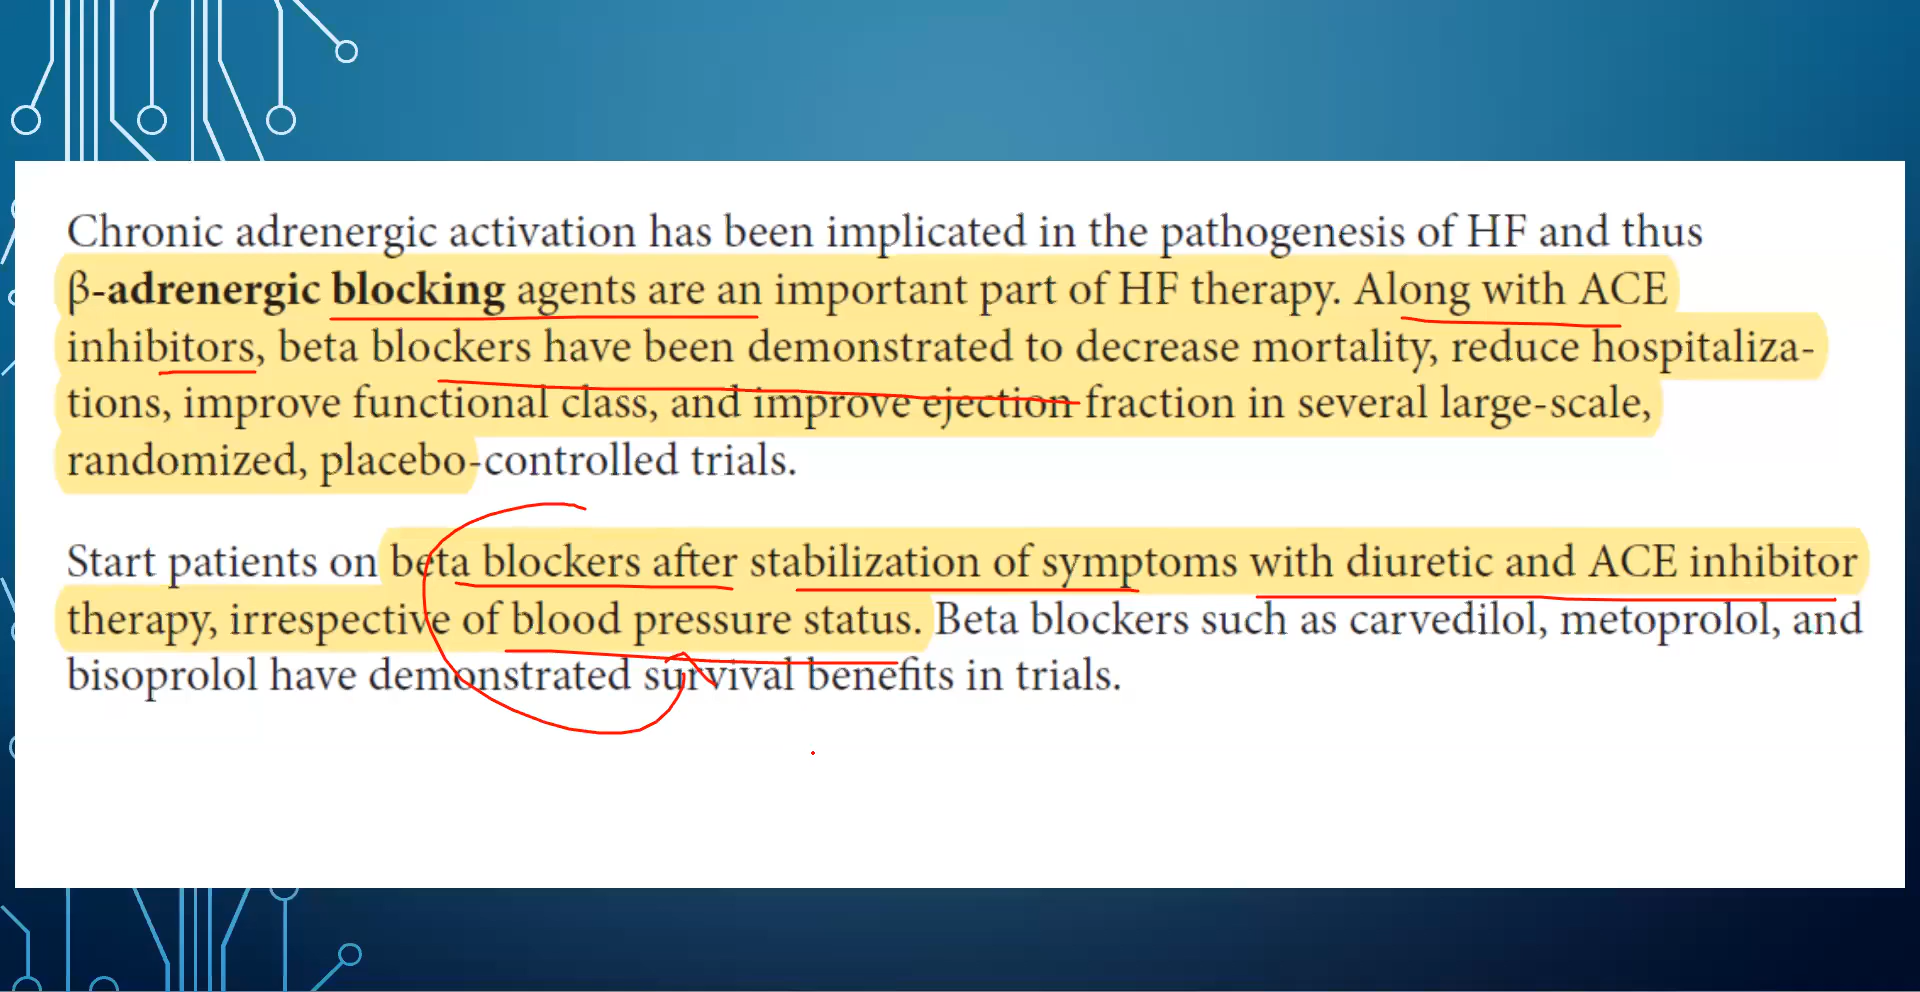 Chronic adrenergic activation has been implicated in the pathogenesis of HF and thus
β-adrenergic blocking agents are an important part of HF therapy. Along with ACE
inhibitors, beta blockers have been demonstrated to decrease mortality, reduce hospitaliza-
tions, improve functional class, and improve ejection fraction in several large-scale,
randomized, placebo-controlled trials.
Start patients on beta blockers after stabilization of symptoms with diuretic and ACE inhibitor
therapy, irrespective of blood pressure status. Beta blockers such as carvedilol, metoprolol, and
bisoprolol have demonstrated survival benefits in trials.